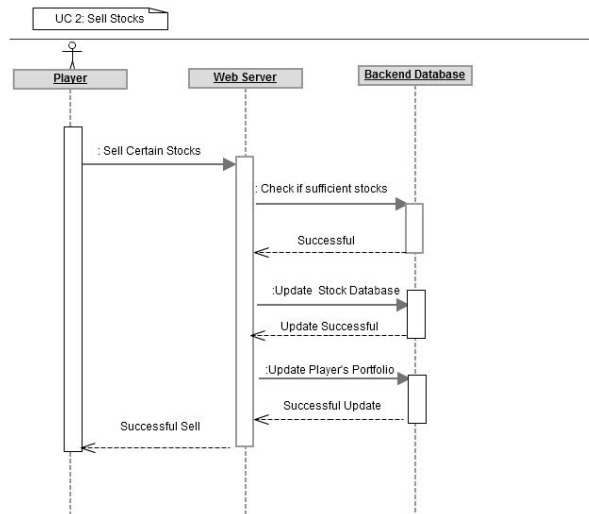 UC 2: Sell Stocks
Player
Web Server
Backend Database
: Sell Certain Stocks
: Check if sufficient stocks
Successful
:Update Stock Database
Update Successful
:Update Player's Portfolio
Successful Update
Successful Sell